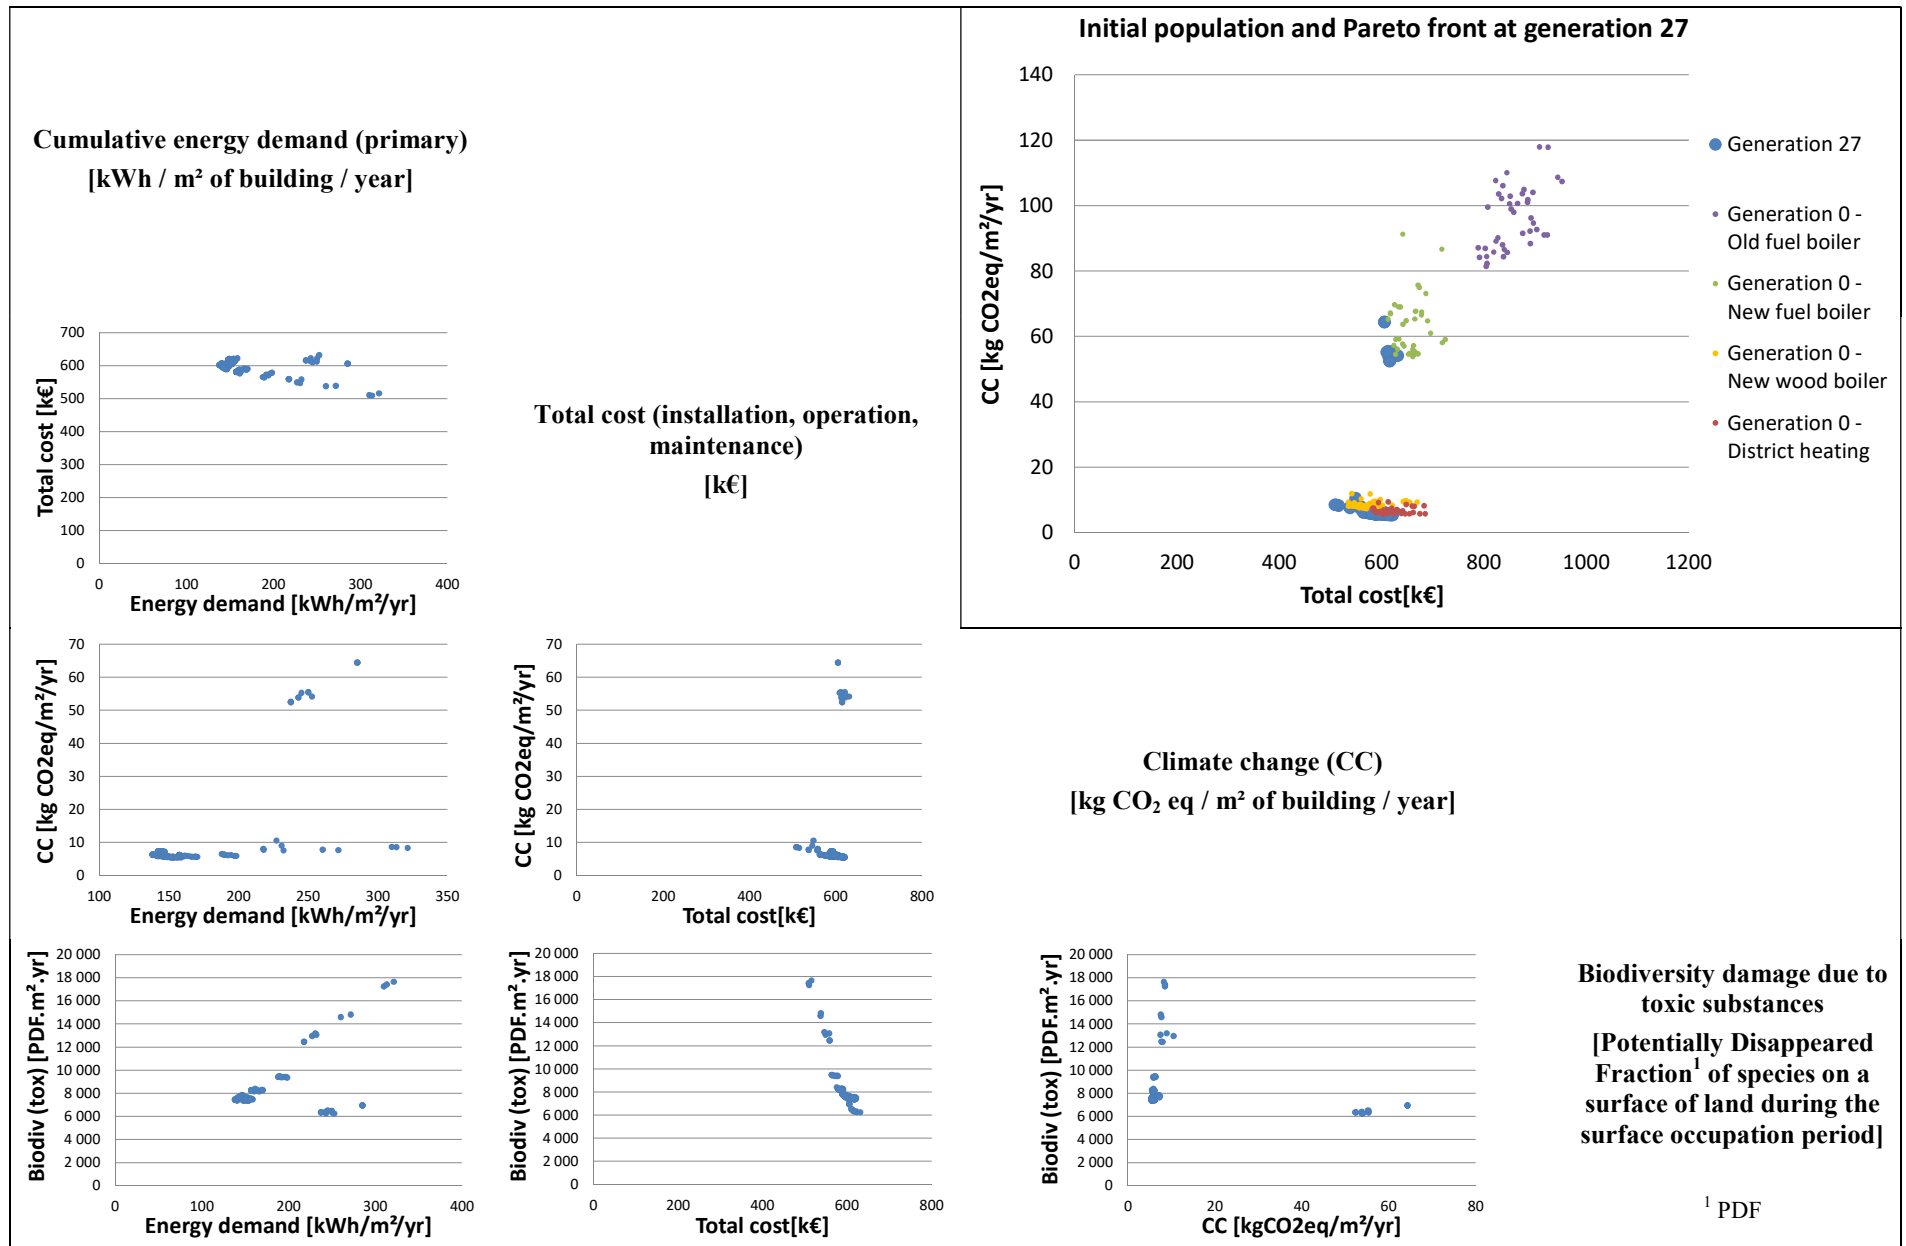 Initial population and Pareto front at generation 27
140
120
100
80
60
40
20
0
0 200 400 600 800 1000 1200
CC [kg CO2eq/m²/yr]
Total cost[k€]
Generation 27
Generation 0 -
Old fuel boiler
Generation 0 -
New fuel boiler
Generation 0 -
New wood boiler
Generation 0 -
District heating
Cumulative energy demand (primary)
[kWh / m² of building / year]
700
600
500
400
300
200
100
0
0 100 200 300 400
Total cost [k€]
Energy demand [kWh/m²/yr]
Total cost (installation, operation,
maintenance)
[k€]
70
60
50
40
30
20
10
0
100 150 200 250 300 350
CC [kg CO2eq/m²/yr]
Energy demand [kWh/m²/yr]
70
60
50
40
30
20
10
0
0 200 400 600 800
CC [kg CO2eq/m²/yr]
Total cost[k€]
Climate change (CC)
[kg CO₂ eq / m² of building / year]
20 000
18 000
16 000
14 000
12 000
10 000
8 000
6 000
4 000
2 000
0
0 100 200 300 400
Biodiv (tox) [PDF.m².yr]
Energy demand [kWh/m²/yr]
20 000
18 000
16 000
14 000
12 000
10 000
8 000
6 000
4 000
2 000
0
0 200 400 600 800
Biodiv (tox) [PDF.m².yr]
Total cost[k€]
20 000
18 000
16 000
14 000
12 000
10 000
8 000
6 000
4 000
2 000
0
0 20 40 60 80
Biodiv (tox) [PDF.m².yr]
CC [kgCO2eq/m²/yr]
Biodiversity damage due to
toxic substances
[Potentially Disappeared
Fraction¹ of species on a
surface of land during the
surface occupation period]
¹ PDF